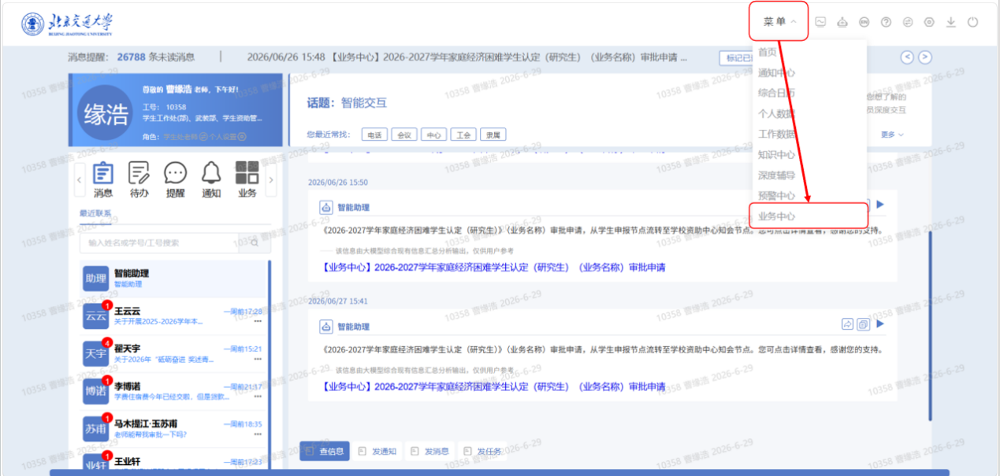 北京交通大学
BEIJING JIAOTONG UNIVERSITY
菜单
消息提醒： 26788 条未读消息
2026/06/26 15:48 【业务中心】2026-2027学年家庭经济困难学生认定（研究生）（业务名称）审批申请 ...
标记已
首页
通知中心
综合日历
个人数据
工作数据
知识中心
深度辅导
预警中心
业务中心
缘浩
尊敬的 曹缘浩 老师，下午好！
工号： 10358
学生工作处(部)、武装部、学生资助管...
角色： 学生处老师 个人设置
话题：智能交互
您最近常找： 电话 会议 中心 工会 隶属
您想了解的
员深度交互
更多
消息 待办 提醒 通知 业务
最近联系
输入姓名或学号/工号搜索
助理 智能助理
智能助理
云云 1 王云云 一周前17:28
关于开展2025-2026学年本...
天宇 4 翟天宇 一周前15:21
关于2026年“砥砺奋进 奖述青...
博诺 1 李博诺 一周前21:17
学费住宿费今年已经交啦，但是贷款...
苏甫 1 马木提江·玉苏甫 一周前18:35
老师能帮我审批一下吗？
业轩 1 王业轩 一周前17:23
2026/06/26 15:50
智能助理
《2026-2027学年家庭经济困难学生认定（研究生）》（业务名称）审批申请，从学生申报节点流转至学校资助中心知会节点。您可点击详情查看，感谢您的支持。
该信息由大模型综合现有信息汇总分析输出，仅供用户参考
【业务中心】2026-2027学年家庭经济困难学生认定（研究生）（业务名称）审批申请
2026/06/27 15:41
智能助理
《2026-2027学年家庭经济困难学生认定（研究生）》（业务名称）审批申请，从学生申报节点流转至学校资助中心知会节点。您可点击详情查看，感谢您的支持。
该信息由大模型综合现有信息汇总分析输出，仅供用户参考
【业务中心】2026-2027学年家庭经济困难学生认定（研究生）（业务名称）审批申请
查信息 发通知 发消息 发任务
10358 曹缘浩 2026-6-29